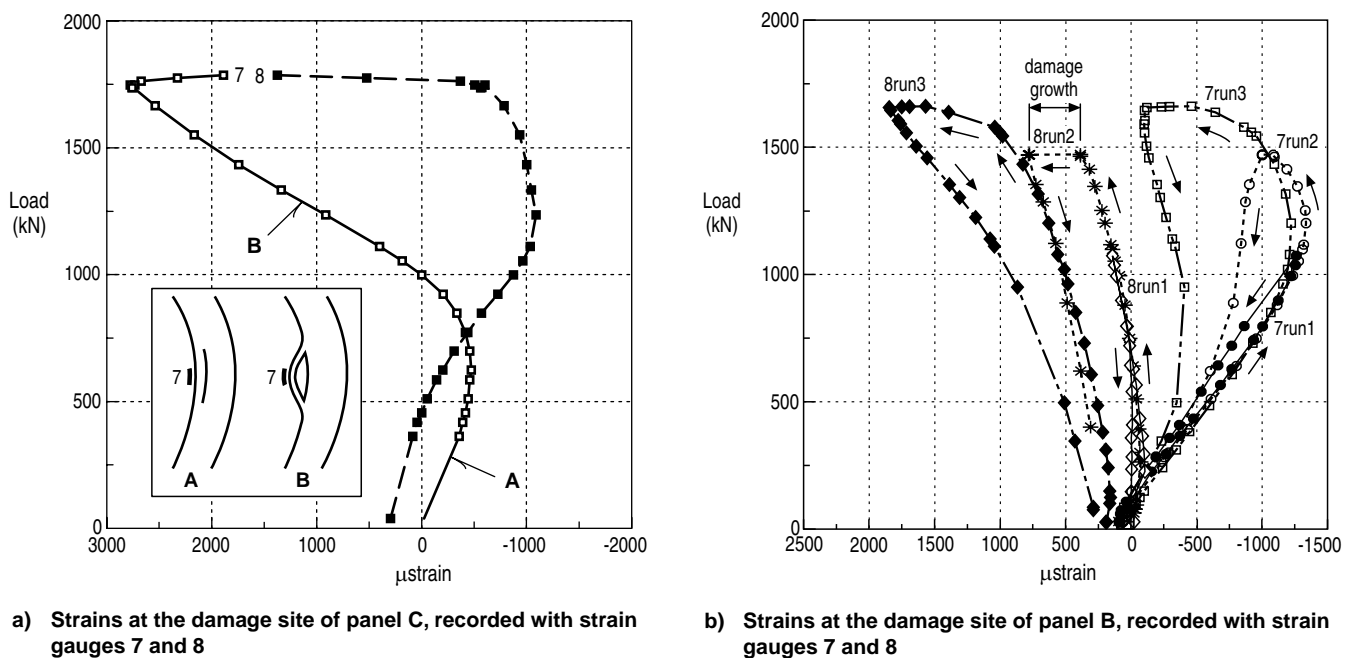 2000
1500
1000
500
0
Load
(kN)
7 8
B
A
7
A
7
B
3000 2000 1000 0 -1000 -2000
μstrain
a) Strains at the damage site of panel C, recorded with strain
gauges 7 and 8
2000
1500
1000
500
0
Load
(kN)
8run3
damage
growth
8run2
7run3
7run2
8run1
7run1
2500 2000 1500 1000 500 0 -500 -1000 -1500
μstrain
b) Strains at the damage site of panel B, recorded with strain
gauges 7 and 8